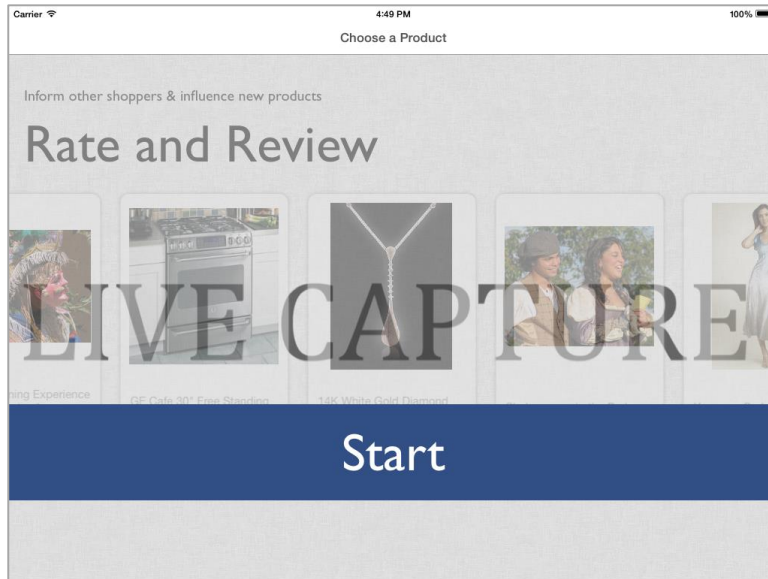 Carrier 4:49 PM 100%
Choose a Product
Inform other shoppers & influence new products
Rate and Review
LIVE CAPTURE
ning Experience GE Cafe 30" Free Standing 14K White Gold Diamond
Start